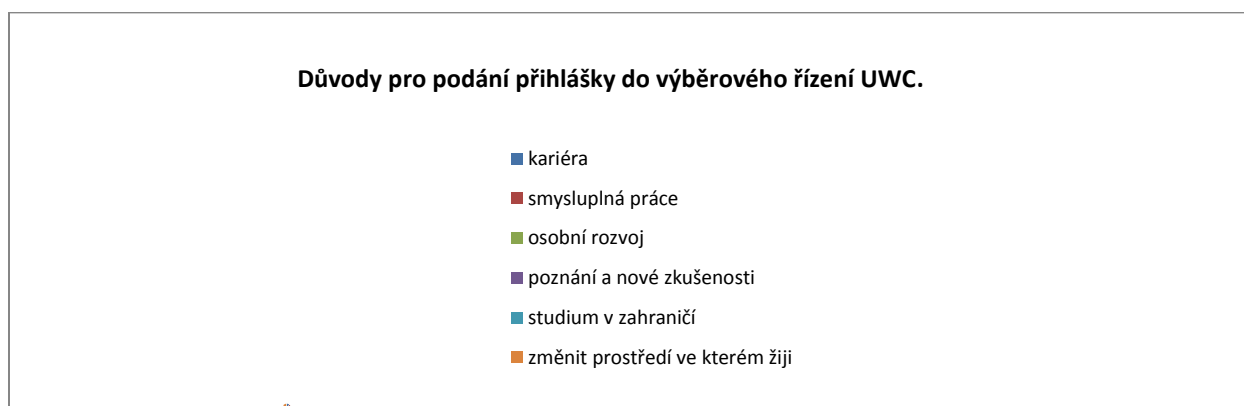 Důvody pro podání přihlášky do výběrového řízení UWC.
kariéra
smysluplná práce
osobní rozvoj
poznání a nové zkušenosti
studium v zahraničí
změnit prostředí ve kterém žiji